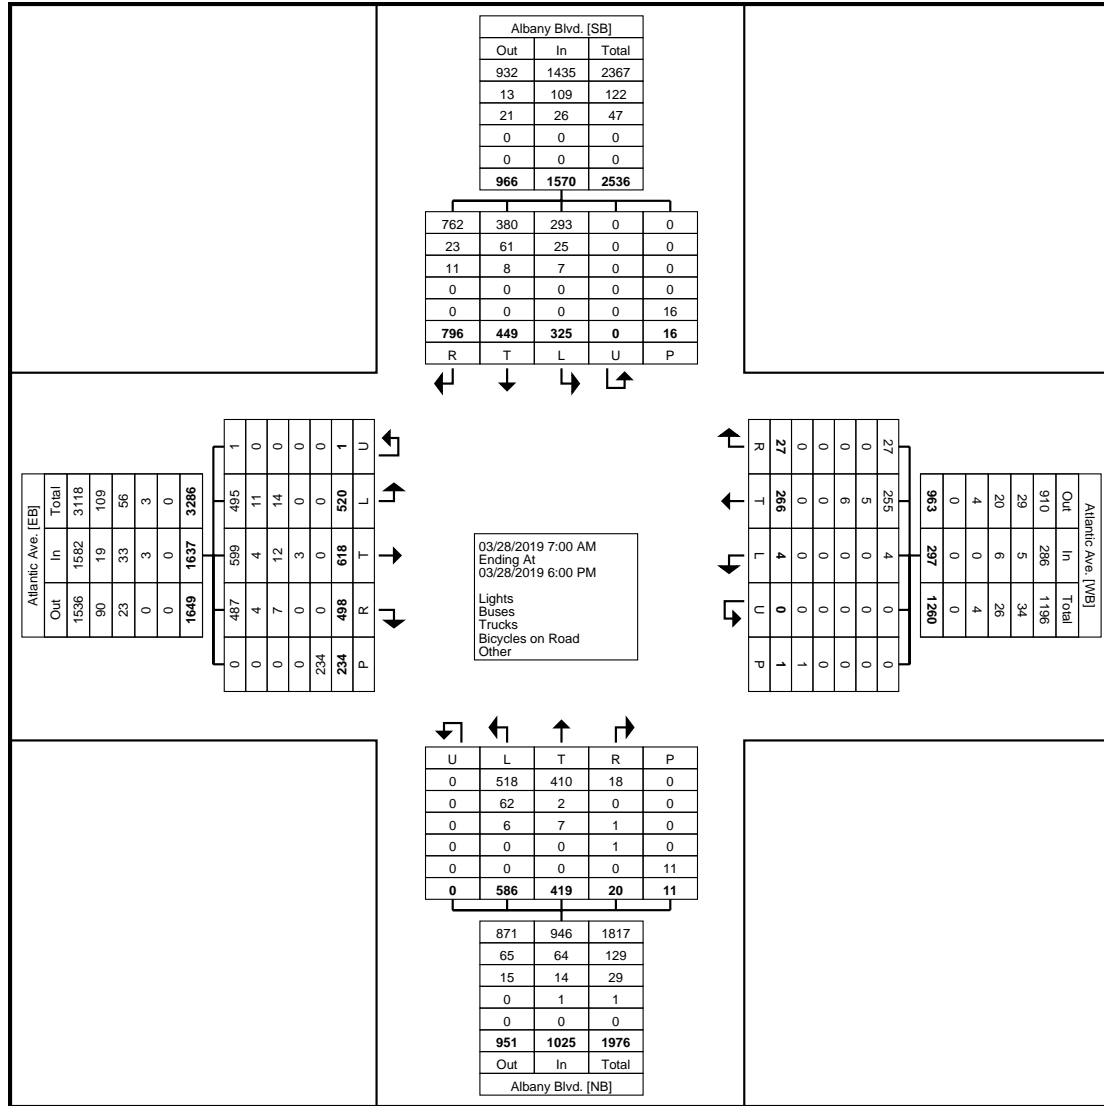 Albany Blvd. [SB]
Out In Total
932 1435 2367
13 109 122
21 26 47
0 0 0
0 0 0
966 1570 2536
762 380 293 0 0
23 61 25 0 0
11 8 7 0 0
0 0 0 0 0
0 0 0 0 16
796 449 325 0 16
R T L U P
Atlantic Ave. [EB]
Total 3118 109 56 3 0 3286
In 1582 19 33 3 0 1637
Out 1536 90 23 0 0 1649
1 0 0 0 0 1 U
495 11 14 0 0 520 L
599 4 12 3 0 618 T
487 4 7 0 0 498 R
0 0 0 0 234 234 P
03/28/2019 7:00 AM
Ending At
03/28/2019 6:00 PM
Lights
Buses
Trucks
Bicycles on Road
Other
R 27 0 0 0 0 27
T 266 0 0 6 5 255
L 4 0 0 0 0 4
U 0 0 0 0 0 0
P 1 1 0 0 0 0
963 0 4 20 29 910 Out
297 0 0 6 5 286 In
1260 0 4 26 34 1196 Total
Atlantic Ave. [WB]
U L T R P
0 518 410 18 0
0 62 2 0 0
0 6 7 1 0
0 0 0 1 0
0 0 0 0 11
0 586 419 20 11
871 946 1817
65 64 129
15 14 29
0 1 1
0 0 0
951 1025 1976
Out In Total
Albany Blvd. [NB]